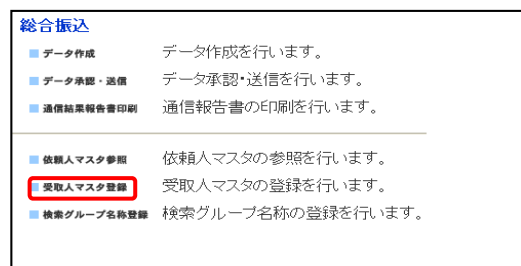 総合振込
データ作成 データ作成を行います。
データ承認・送信 データ承認・送信を行います。
通信結果報告書印刷 通信報告書の印刷を行います。
依頼人マスタ参照 依頼人マスタの参照を行います。
受取人マスタ登録 受取人マスタの登録を行います。
検索グループ名称登録 検索グループ名称の登録を行います。